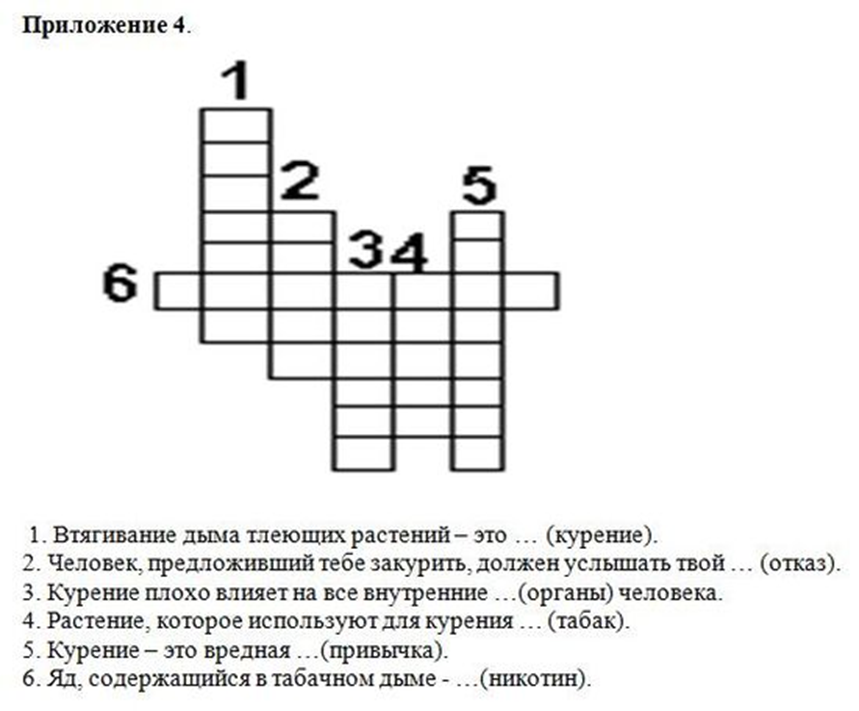 Приложение 4.
1
2
5
3 4
6
1. Втягивание дыма тлеющих растений – это … (курение).
2. Человек, предложивший тебе закурить, должен услышать твой … (отказ).
3. Курение плохо влияет на все внутренние …(органы) человека.
4. Растение, которое используют для курения … (табак).
5. Курение – это вредная …(привычка).
6. Яд, содержащийся в табачном дыме - …(никотин).